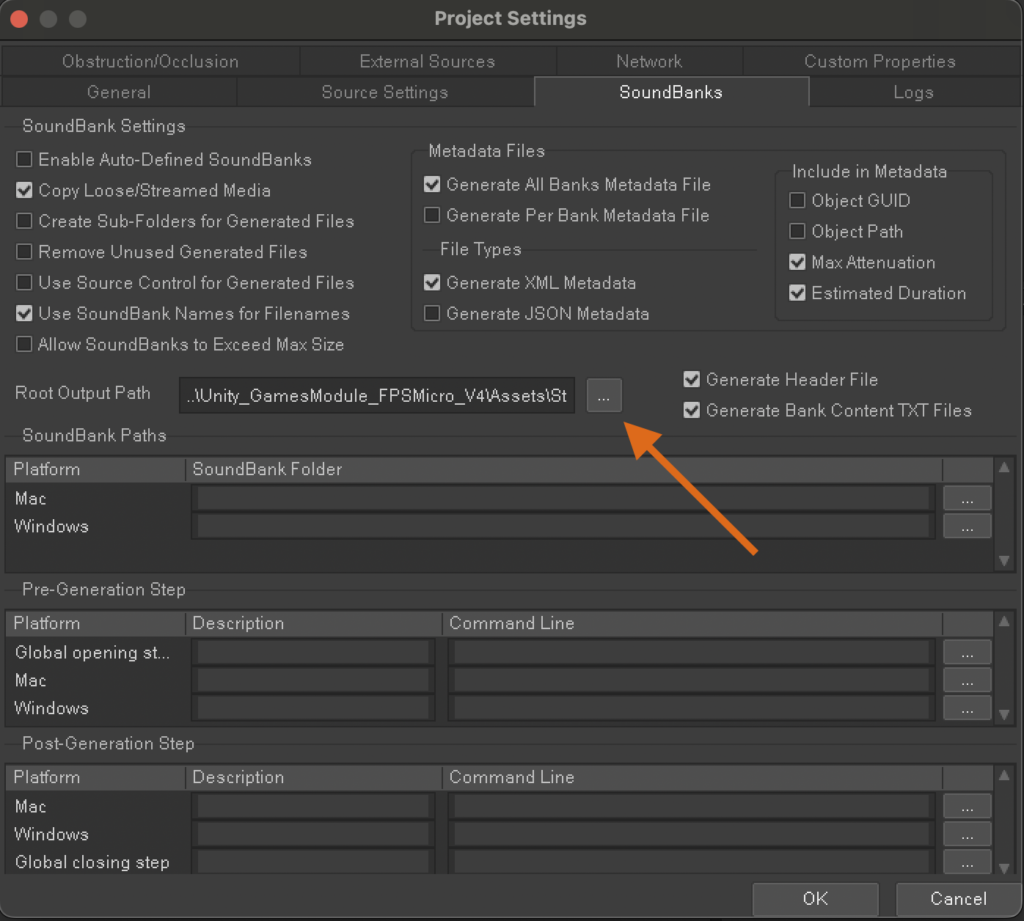 Project Settings
Obstruction/Occlusion External Sources Network Custom Properties
General Source Settings SoundBanks Logs
SoundBank Settings
Enable Auto-Defined SoundBanks
Copy Loose/Streamed Media
Create Sub-Folders for Generated Files
Remove Unused Generated Files
Use Source Control for Generated Files
Use SoundBank Names for Filenames
Allow SoundBanks to Exceed Max Size
Metadata Files
Generate All Banks Metadata File
Generate Per Bank Metadata File
File Types
Generate XML Metadata
Generate JSON Metadata
Include in Metadata
Object GUID
Object Path
Max Attenuation
Estimated Duration
Root Output Path ..\Unity_GamesModule_FPSMicro_V4\Assets\St ...
Generate Header File
Generate Bank Content TXT Files
SoundBank Paths
Platform SoundBank Folder
Mac ...
Windows ...
Pre-Generation Step
Platform Description Command Line
Global opening st... ...
Mac ...
Windows ...
Post-Generation Step
Platform Description Command Line
Mac ...
Windows ...
Global closing step ...
OK Cancel